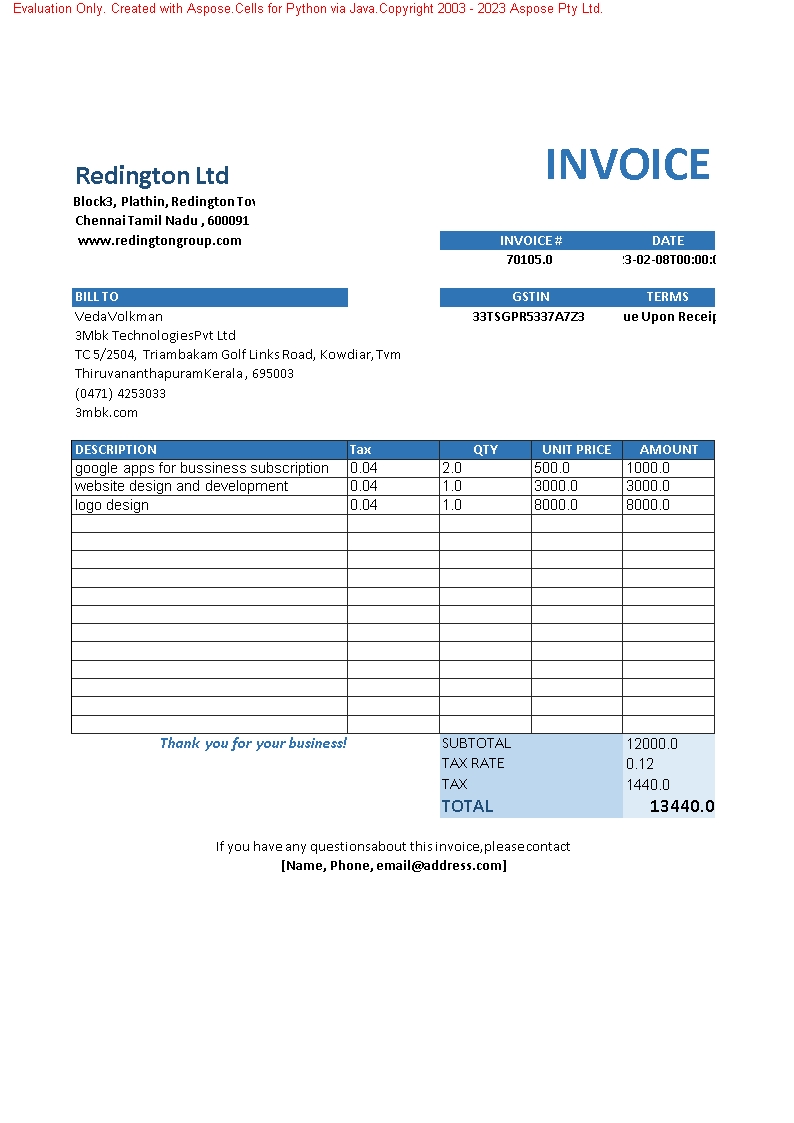 Evaluation Only. Created with Aspose.Cells for Python via Java.Copyright 2003 - 2023 Aspose Pty Ltd.
INVOICE
Redington Ltd
Block3, Plathin, Redington Tov
Chennai Tamil Nadu , 600091
www.redingtongroup.com
INVOICE # DATE
70105.0 3-02-08T00:00:0
BILL TO GSTIN TERMS
VedaVolkman 33TSGPR5337A7Z3 ue Upon Receip
3Mbk TechnologiesPvt Ltd
TC 5/2504, Triambakam Golf Links Road, Kowdiar, Tvm
ThiruvananthapuramKerala , 695003
(0471) 4253033
3mbk.com
DESCRIPTION Tax QTY UNIT PRICE AMOUNT
google apps for bussiness subscription 0.04 2.0 500.0 1000.0
website design and development 0.04 1.0 3000.0 3000.0
logo design 0.04 1.0 8000.0 8000.0
Thank you for your business! SUBTOTAL 12000.0
TAX RATE 0.12
TAX 1440.0
TOTAL 13440.0
If you have any questionsabout this invoice,pleasecontact
[Name, Phone, email@address.com]